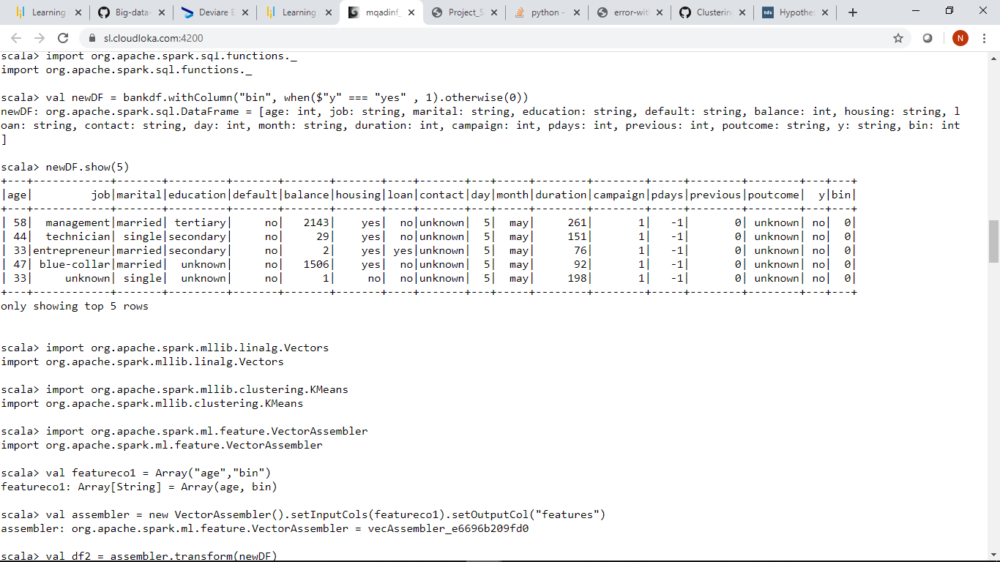 Learning
Big-data-
Deviare E
Learning
mqadinf_
Project_S
python -
error-wit
Clusterin
tds
Hypothes
sl.cloudloka.com:4200
N
scala> import org.apache.spark.sql.functions._
import org.apache.spark.sql.functions._
scala> val newDF = bankdf.withColumn("bin", when($"y" === "yes" , 1).otherwise(0))
newDF: org.apache.spark.sql.DataFrame = [age: int, job: string, marital: string, education: string, default: string, balance: int, housing: string, l
oan: string, contact: string, day: int, month: string, duration: int, campaign: int, pdays: int, previous: int, poutcome: string, y: string, bin: int
]
scala> newDF.show(5)
+---+------------+-------+---------+-------+-------+-------+----+-------+---+-----+--------+--------+-----+--------+--------+---+---+
|age|         job|marital|education|default|balance|housing|loan|contact|day|month|duration|campaign|pdays|previous|poutcome|  y|bin|
+---+------------+-------+---------+-------+-------+-------+----+-------+---+-----+--------+--------+-----+--------+--------+---+---+
| 58|  management|married| tertiary|     no|   2143|    yes|  no|unknown|  5|  may|     261|       1|   -1|       0| unknown| no|  0|
| 44|  technician| single|secondary|     no|     29|    yes|  no|unknown|  5|  may|     151|       1|   -1|       0| unknown| no|  0|
| 33|entrepreneur|married|secondary|     no|      2|    yes| yes|unknown|  5|  may|      76|       1|   -1|       0| unknown| no|  0|
| 47| blue-collar|married|  unknown|     no|   1506|    yes|  no|unknown|  5|  may|      92|       1|   -1|       0| unknown| no|  0|
| 33|     unknown| single|  unknown|     no|      1|     no|  no|unknown|  5|  may|     198|       1|   -1|       0| unknown| no|  0|
+---+------------+-------+---------+-------+-------+-------+----+-------+---+-----+--------+--------+-----+--------+--------+---+---+
only showing top 5 rows
scala> import org.apache.spark.mllib.linalg.Vectors
import org.apache.spark.mllib.linalg.Vectors
scala> import org.apache.spark.mllib.clustering.KMeans
import org.apache.spark.mllib.clustering.KMeans
scala> import org.apache.spark.ml.feature.VectorAssembler
import org.apache.spark.ml.feature.VectorAssembler
scala> val featureco1 = Array("age","bin")
featureco1: Array[String] = Array(age, bin)
scala> val assembler = new VectorAssembler().setInputCols(featureco1).setOutputCol("features")
assembler: org.apache.spark.ml.feature.VectorAssembler = vecAssembler_e6696b209fd0
scala> val df2 = assembler.transform(newDF)